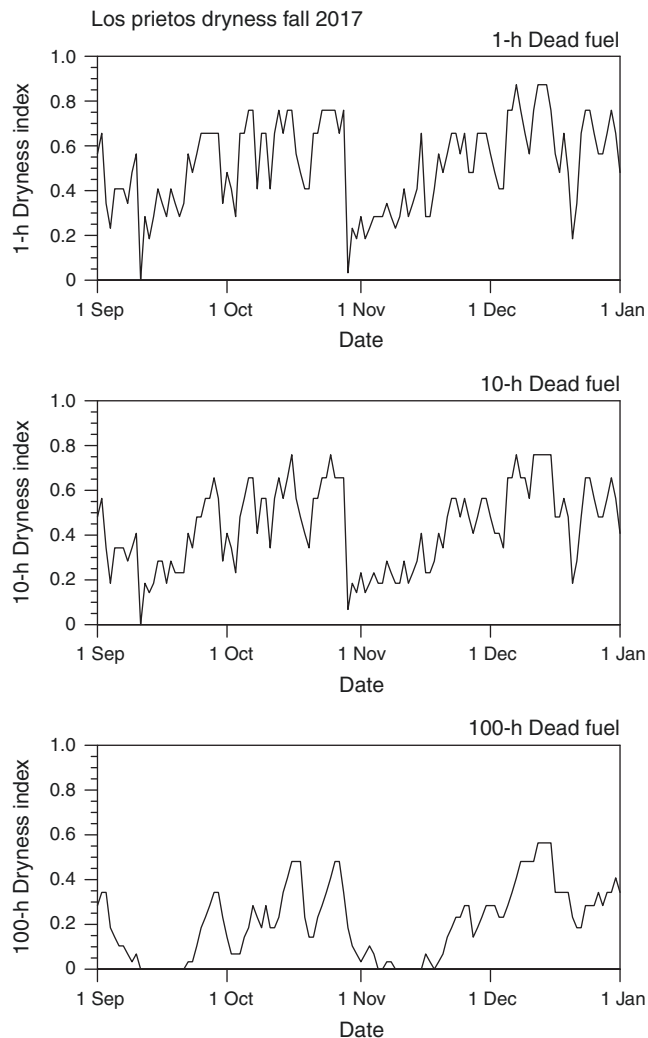 Los prietos dryness fall 2017
1-h Dead fuel
1.0
0.8
0.6
0.4
0.2
0
1-h Dryness index
1 Sep 1 Oct 1 Nov 1 Dec 1 Jan
Date
10-h Dead fuel
1.0
0.8
0.6
0.4
0.2
0
10-h Dryness index
1 Sep 1 Oct 1 Nov 1 Dec 1 Jan
Date
100-h Dead fuel
1.0
0.8
0.6
0.4
0.2
0
100-h Dryness index
1 Sep 1 Oct 1 Nov 1 Dec 1 Jan
Date